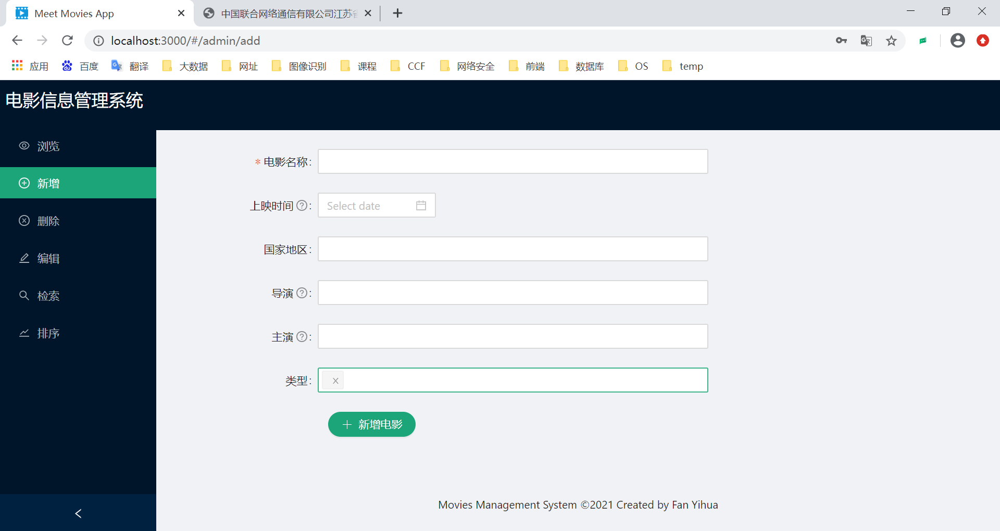 Meet Movies App
中国联合网络通信有限公司江苏省
localhost:3000/#/admin/add
应用 百度 翻译 大数据 网址 图像识别 课程 CCF 网络安全 前端 数据库 OS temp
电影信息管理系统
浏览
新增
删除
编辑
检索
排序
* 电影名称:
上映时间 ? :
Select date
国家地区:
导演 ? :
主演 ? :
类型:
新增电影
Movies Management System ©2021 Created by Fan Yihua